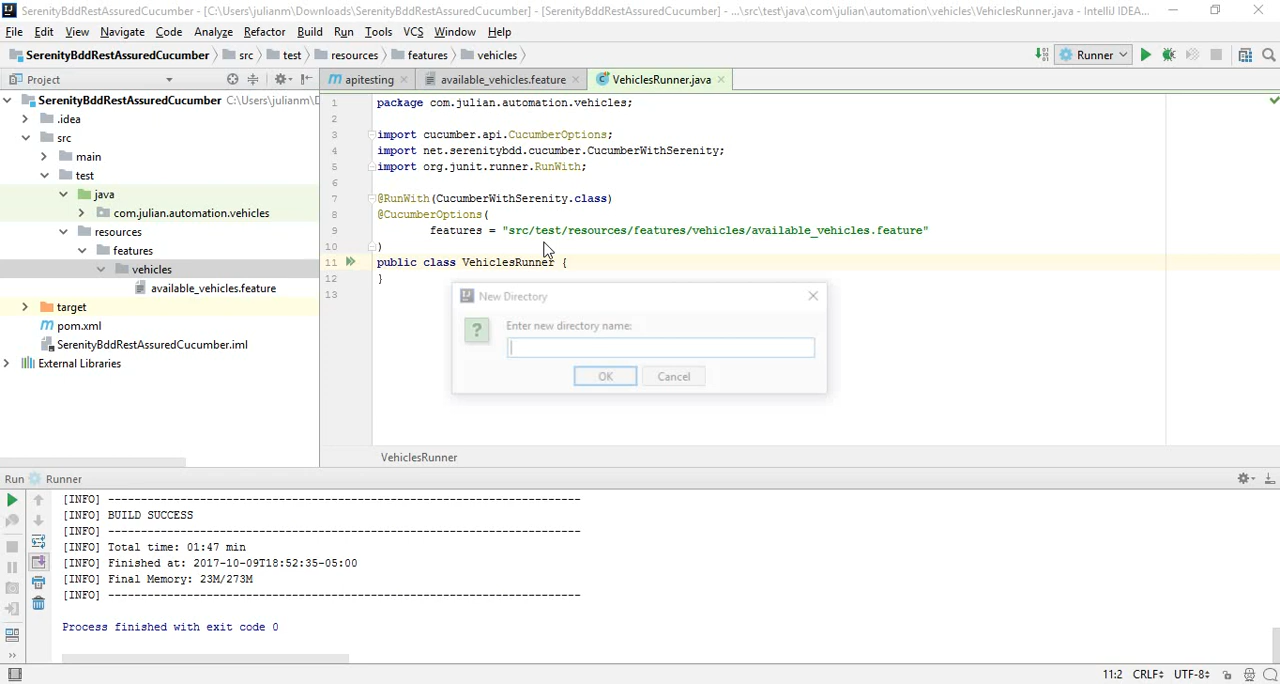 SerenityBddRestAssuredCucumber - [C:\Users\julianm\Downloads\SerenityBddRestAssuredCucumber] - [SerenityBddRestAssuredCucumber] - ...\src\test\java\com\julian\automation\vehicles\VehiclesRunner.java - IntelliJ IDEA...
File Edit View Navigate Code Analyze Refactor Build Run Tools VCS Window Help
SerenityBddRestAssuredCucumber src test resources features vehicles Runner
Project apitesting available_vehicles.feature VehiclesRunner.java
SerenityBddRestAssuredCucumber C:\Users\julianm\D
.idea
src
main
test
java
com.julian.automation.vehicles
resources
features
vehicles
available_vehicles.feature
target
pom.xml
SerenityBddRestAssuredCucumber.iml
External Libraries
1 package com.julian.automation.vehicles;
2
3 import cucumber.api.CucumberOptions;
4 import net.serenitybdd.cucumber.CucumberWithSerenity;
5 import org.junit.runner.RunWith;
6
7 @RunWith(CucumberWithSerenity.class)
8 @CucumberOptions(
9 features = "src/test/resources/features/vehicles/available_vehicles.feature"
10 )
11 public class VehiclesRunner {
12 }
13
New Directory
Enter new directory name:
OK Cancel
VehiclesRunner
Run Runner
[INFO] ------------------------------------------------------------------------
[INFO] BUILD SUCCESS
[INFO] ------------------------------------------------------------------------
[INFO] Total time: 01:47 min
[INFO] Finished at: 2017-10-09T18:52:35-05:00
[INFO] Final Memory: 23M/273M
[INFO] ------------------------------------------------------------------------
Process finished with exit code 0
11:2 CRLF UTF-8